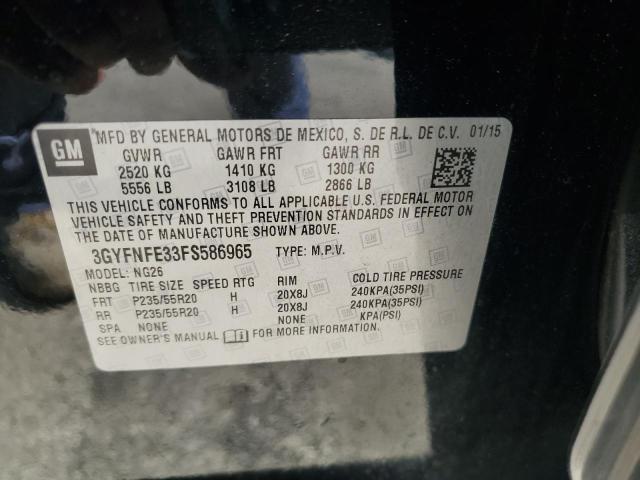 GM MFD BY GENERAL MOTORS DE MEXICO, S. DE R.L. DE C.V. 01/15
GVWR GAWR FRT GAWR RR
2520 KG 1410 KG 1300 KG
5556 LB 3108 LB 2866 LB
THIS VEHICLE CONFORMS TO ALL APPLICABLE U.S. FEDERAL MOTOR
VEHICLE SAFETY AND THEFT PREVENTION STANDARDS IN EFFECT ON
THE DATE OF MANUFACTURE SHOWN ABOVE.
3GYFNFE33FS586965 TYPE: M.P.V.
MODEL: NG26
NBBG TIRE SIZE SPEED RTG RIM COLD TIRE PRESSURE
FRT P235/55R20 H 20X8J 240KPA(35PSI)
RR P235/55R20 H 20X8J 240KPA(35PSI)
SPA NONE NONE KPA(PSI)
SEE OWNER'S MANUAL FOR MORE INFORMATION